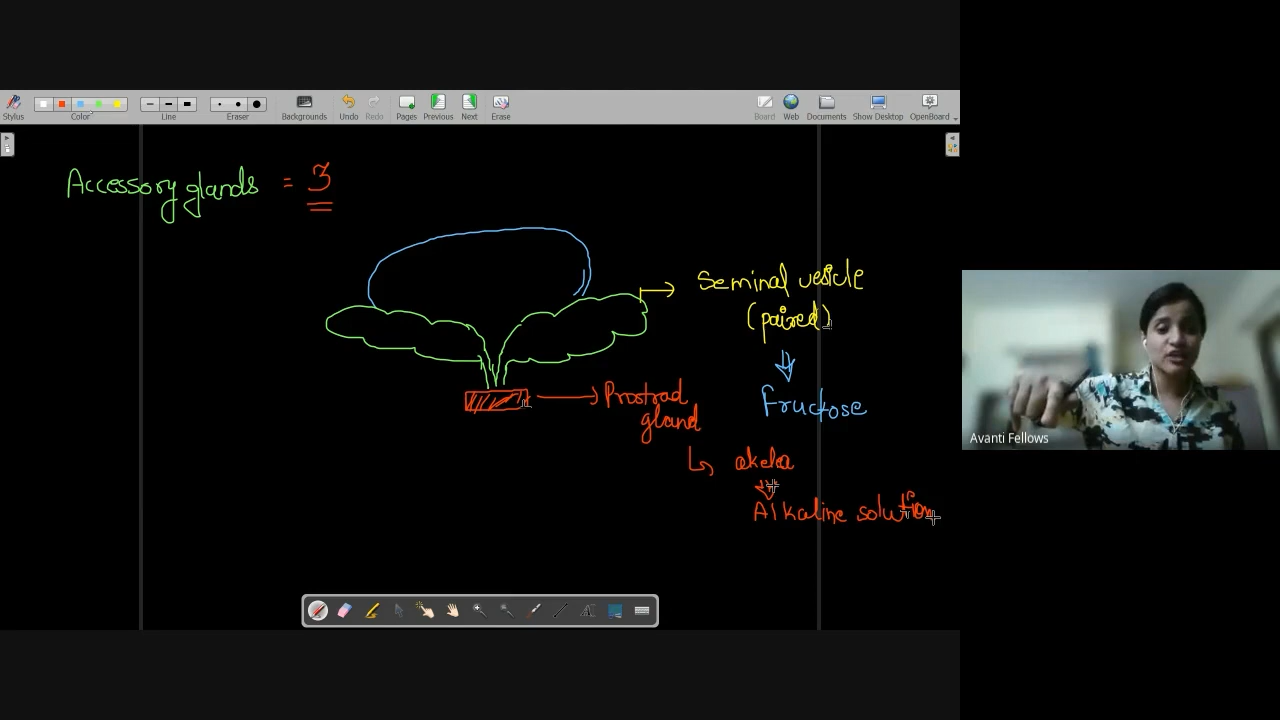 Stylus
Color
Line
Eraser
Backgrounds
Undo
Redo
Pages
Previous
Next
Erase
Board
Web
Documents
Show Desktop
OpenBoard
Accessory glands = 3
Seminal vesicle
(paired)
Fructose
Prostrad
gland
akela
Alkaline solution
Avanti Fellows